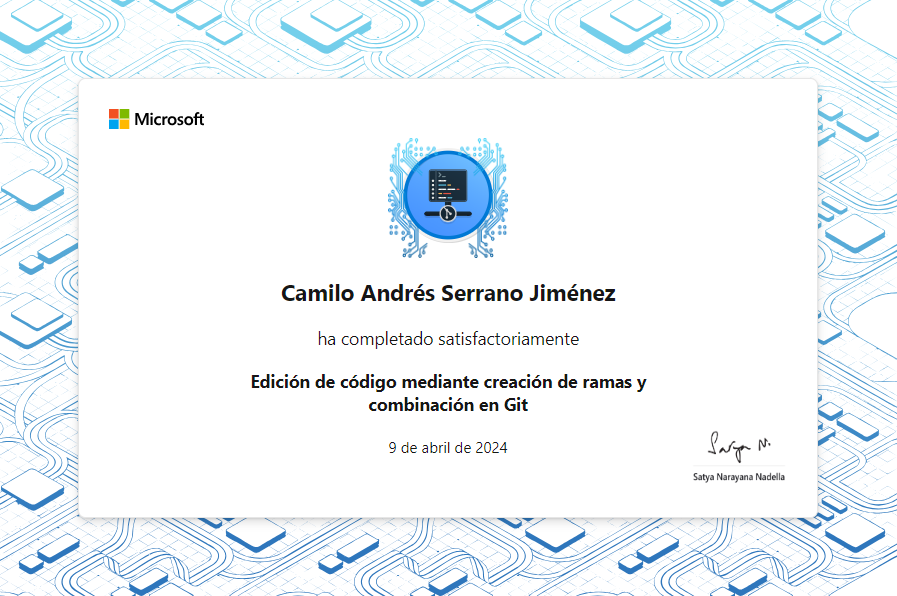 Microsoft
Camilo Andrés Serrano Jiménez
ha completado satisfactoriamente
Edición de código mediante creación de ramas y
combinación en Git
9 de abril de 2024
Satya N.
Satya Narayana Nadella